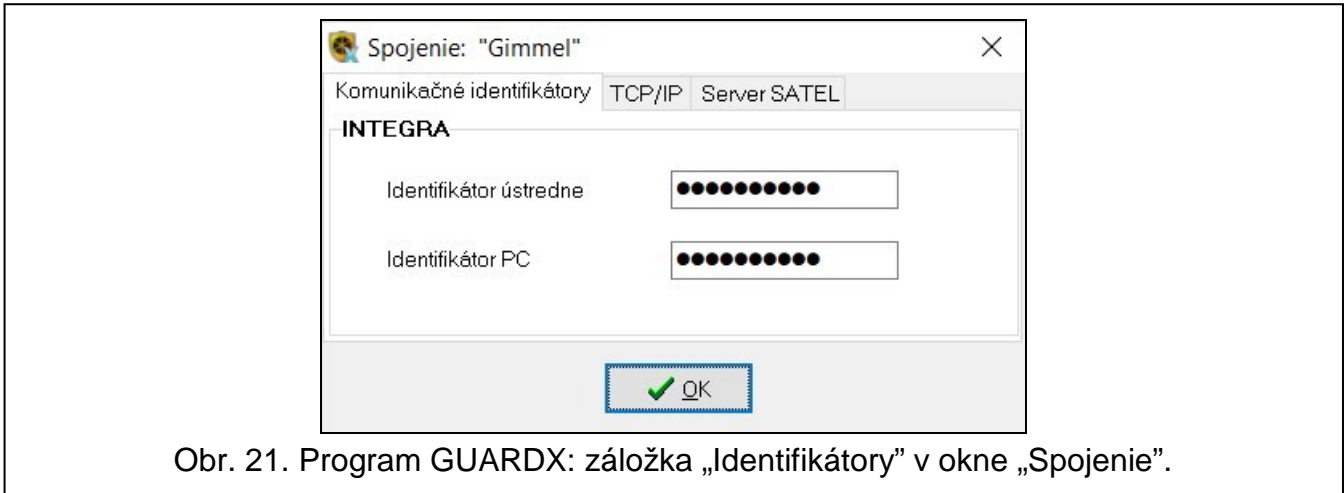 Spojenie: "Gimmel"
Komunikačné identifikátory TCP/IP Server SATEL
INTEGRA
Identifikátor ústredne ●●●●●●●●●●
Identifikátor PC ●●●●●●●●●●
OK
Obr. 21. Program GUARDX: záložka „Identifikátory” v okne „Spojenie”.